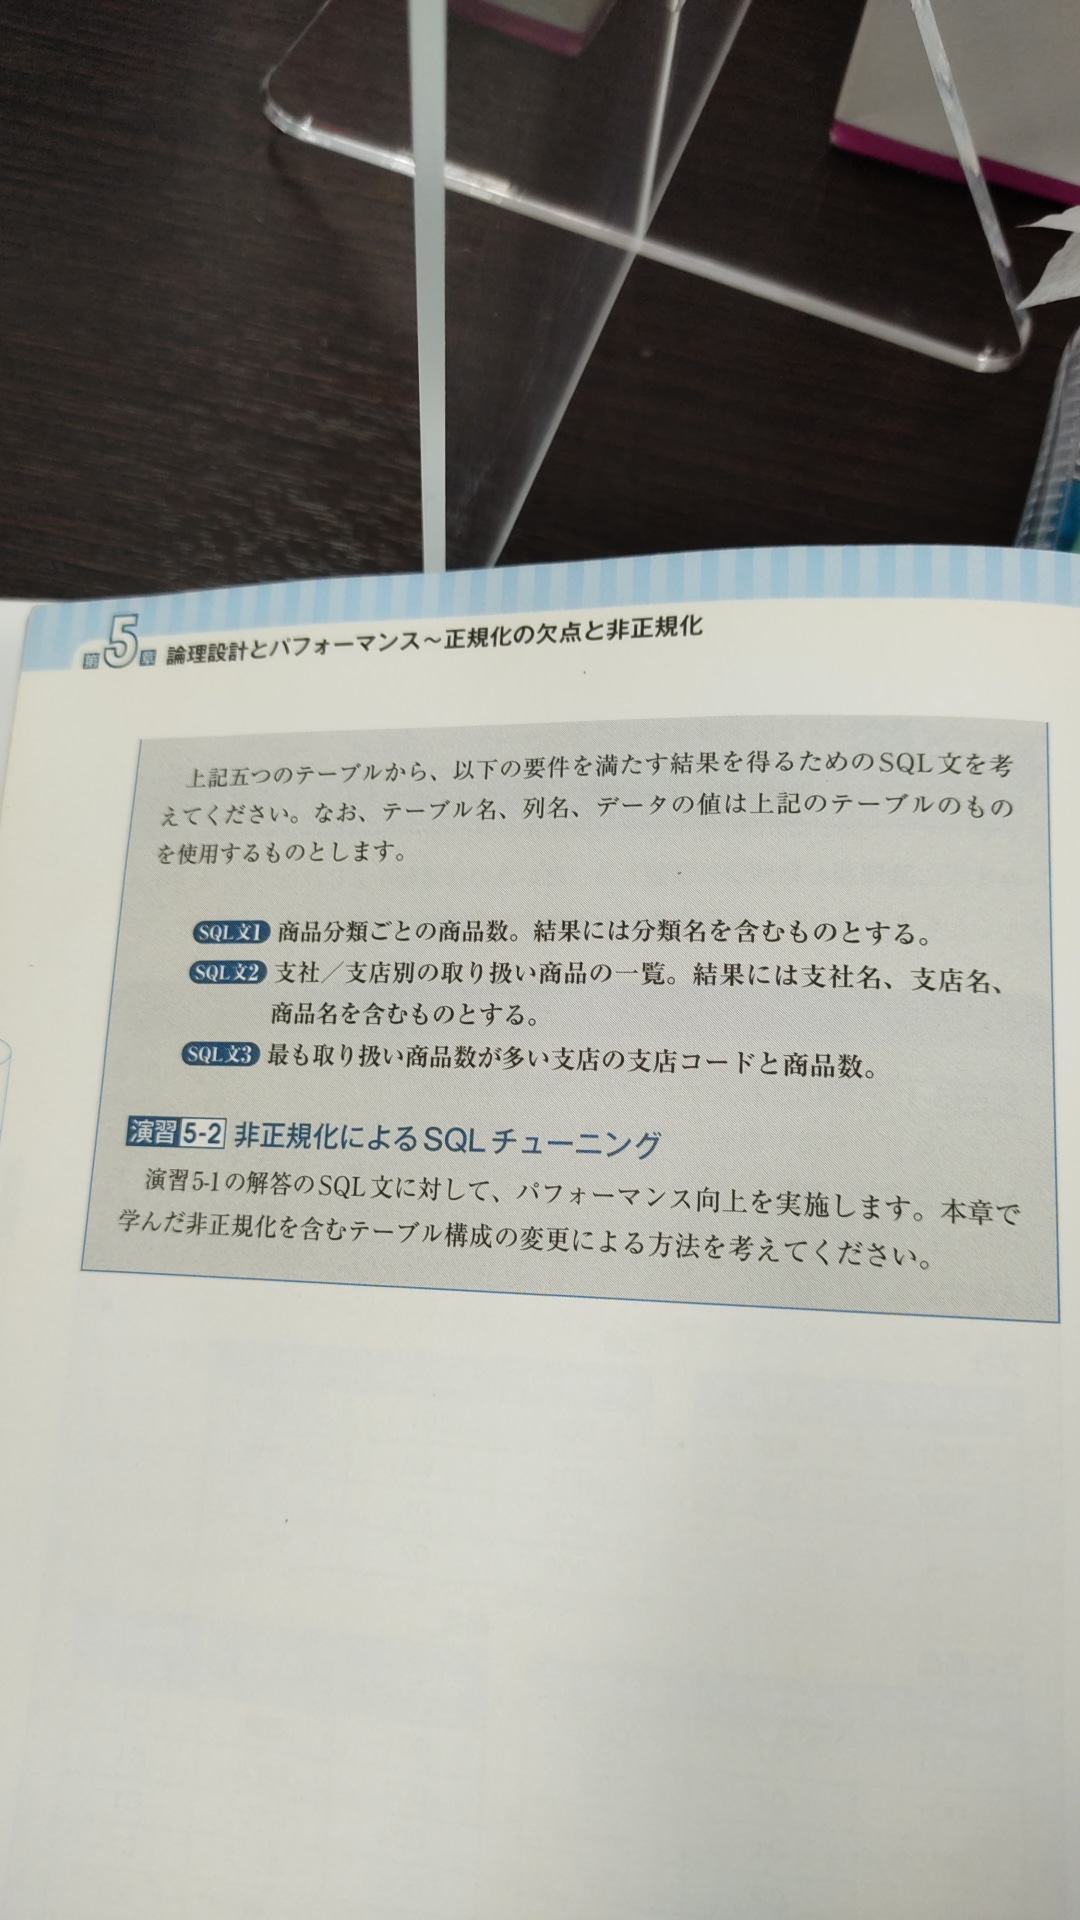 第5章 論理設計とパフォーマンス～正規化の欠点と非正規化
上記五つのテーブルから、以下の要件を満たす結果を得るためのSQL文を考
えてください。なお、テーブル名、列名、データの値は上記のテーブルのもの
を使用するものとします。
SQL文1 商品分類ごとの商品数。結果には分類名を含むものとする。
SQL文2 支社／支店別の取り扱い商品の一覧。結果には支社名、支店名、
商品名を含むものとする。
SQL文3 最も取り扱い商品数が多い支店の支店コードと商品数。
演習5-2 非正規化によるSQLチューニング
演習5-1の解答のSQL文に対して、パフォーマンス向上を実施します。本章で
学んだ非正規化を含むテーブル構成の変更による方法を考えてください。